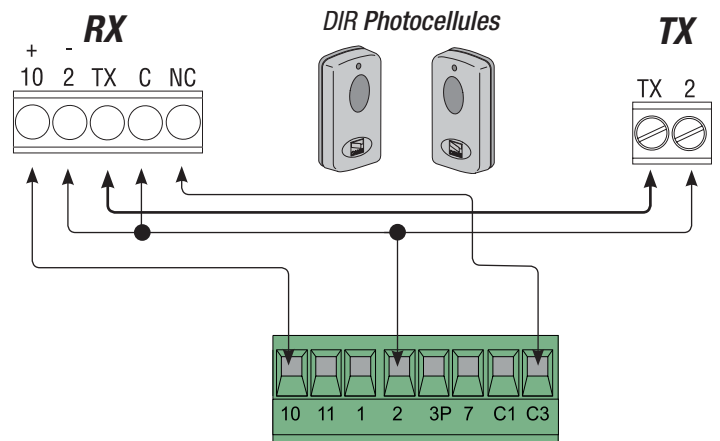 RX
DIR Photocellules
TX
+ -
10 2 TX C NC
TX 2
10 11 1 2 3P 7 C1 C3